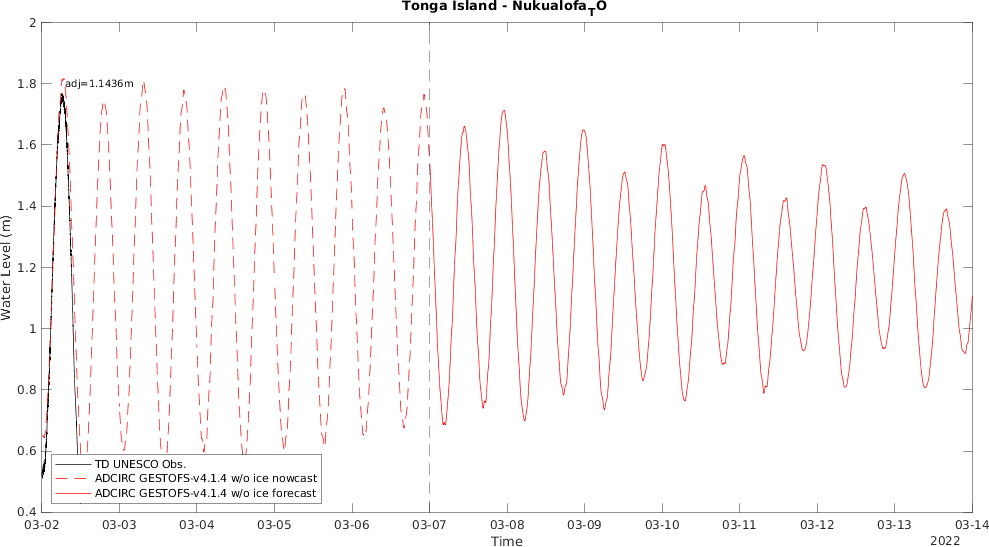 Tonga Island - Nukualofa_TO
2
1.8
1.6
1.4
1.2
1
0.8
0.6
0.4
Water Level (m)
adj=1.1436m
TD UNESCO Obs.
ADCIRC GESTOFS-v4.1.4 w/o ice nowcast
ADCIRC GESTOFS-v4.1.4 w/o ice forecast
03-02 03-03 03-04 03-05 03-06 03-07 03-08 03-09 03-10 03-11 03-12 03-13 03-14
Time
2022